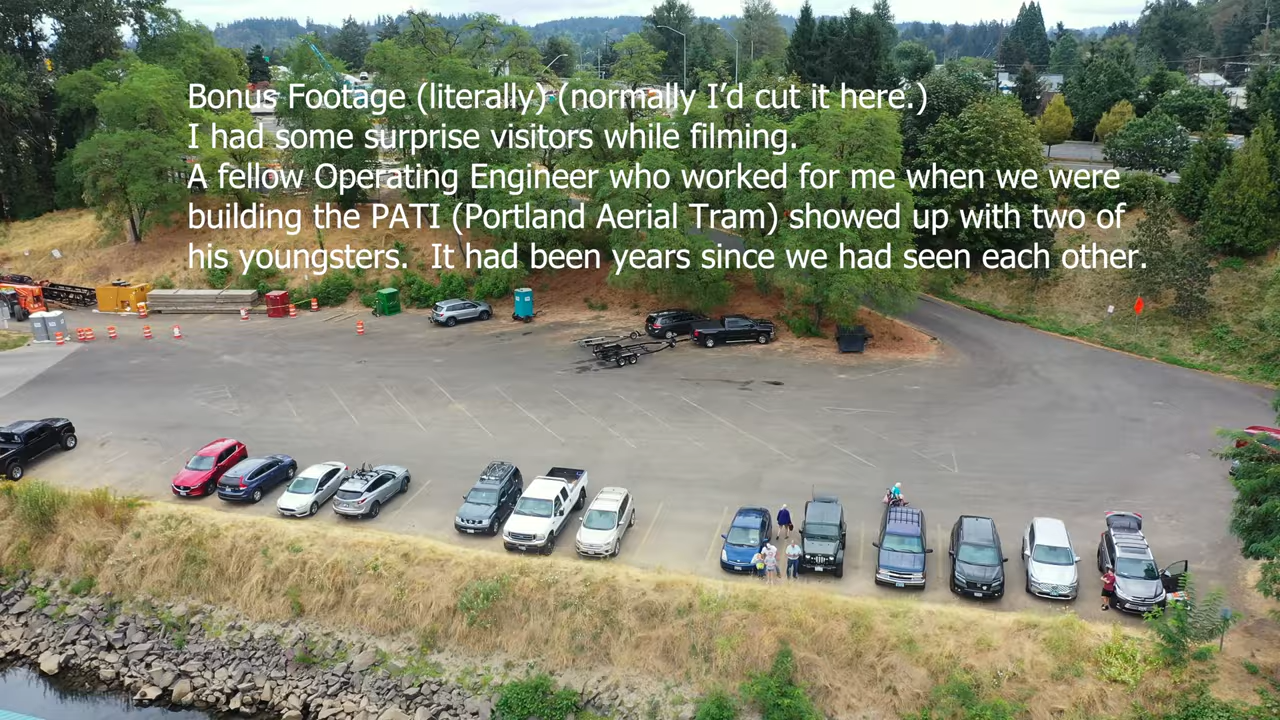 Bonus Footage (literally) (normally I'd cut it here.)
I had some surprise visitors while filming.
A fellow Operating Engineer who worked for me when we were
building the PATI (Portland Aerial Tram) showed up with two of
his youngsters.  It had been years since we had seen each other.